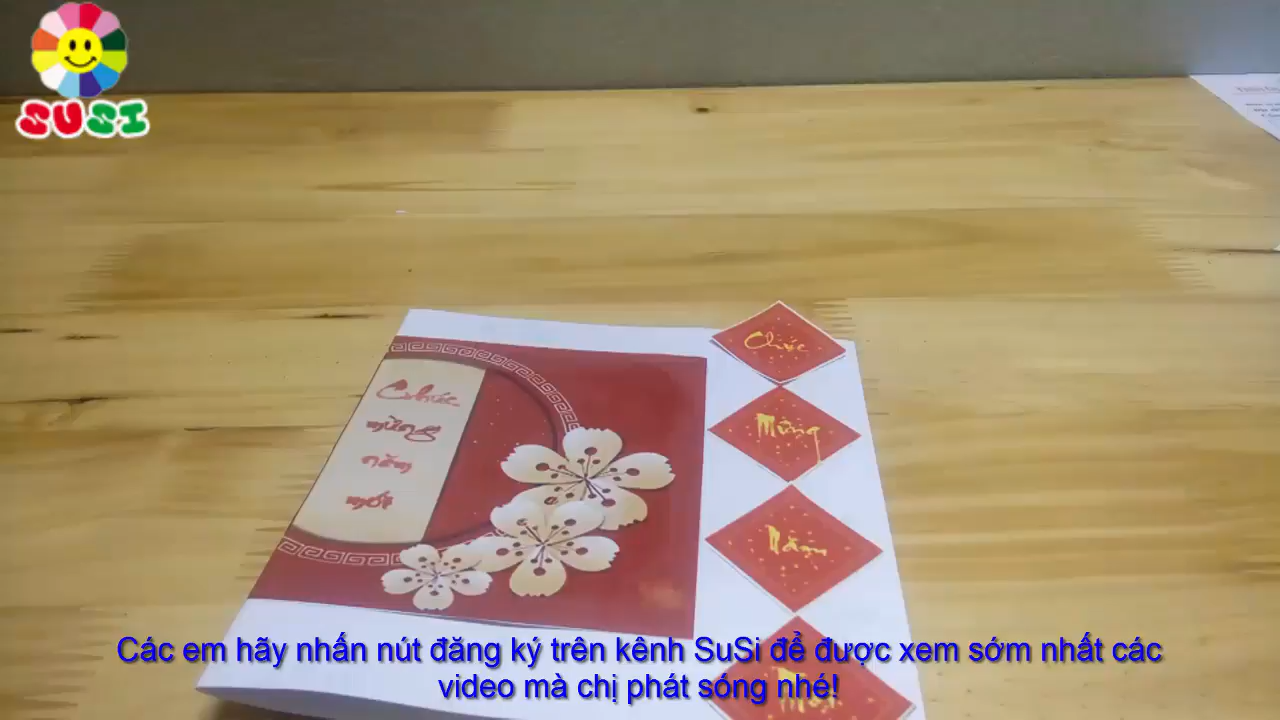 SUSI
Chúc
mừng
năm
mới
Chúc
Mừng
Năm
Mới
Các em hãy nhấn nút đăng ký trên kênh SuSi để được xem sớm nhất các
video mà chị phát sóng nhé!